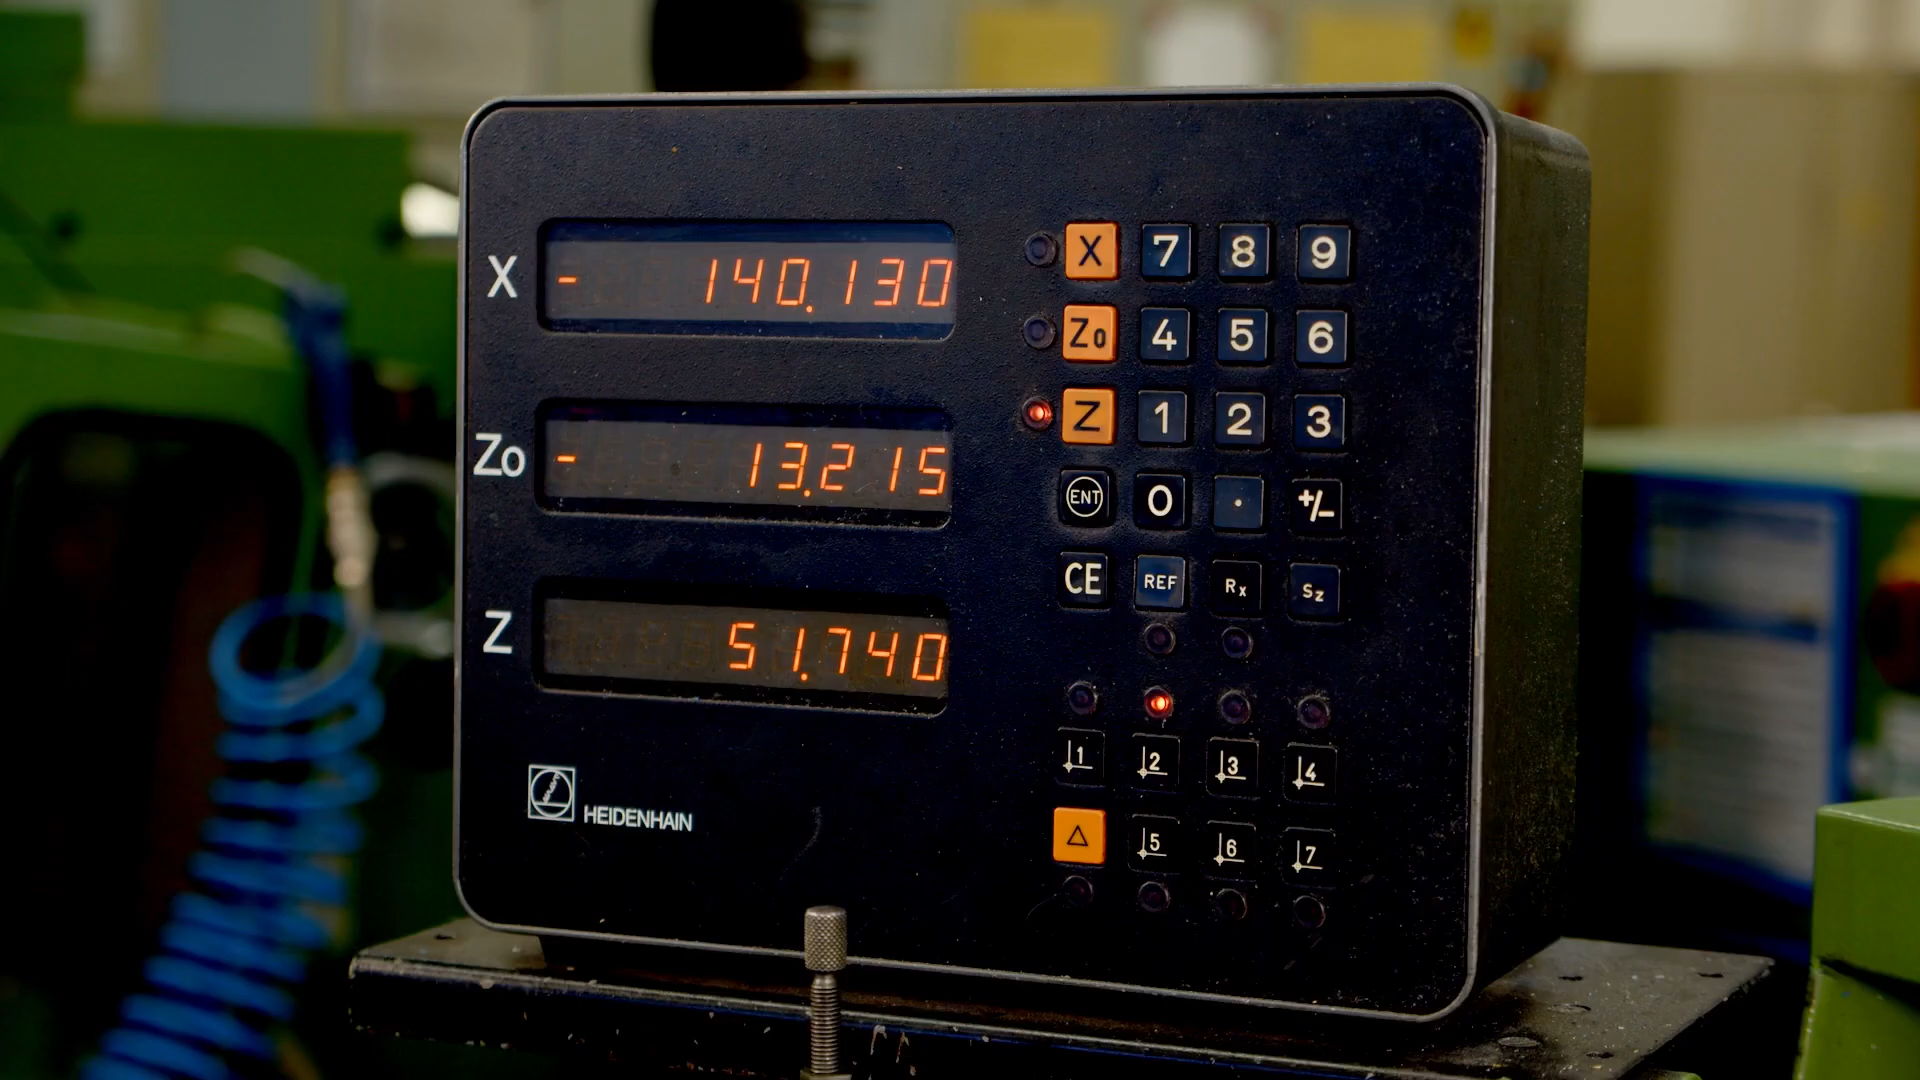 X - 140.130
Zo - 13.215
Z 51.740
HEIDENHAIN
X 7 8 9
Zo 4 5 6
Z 1 2 3
ENT 0 . +/-
CE REF Rx Sz
1 2 3 4
Δ 5 6 7